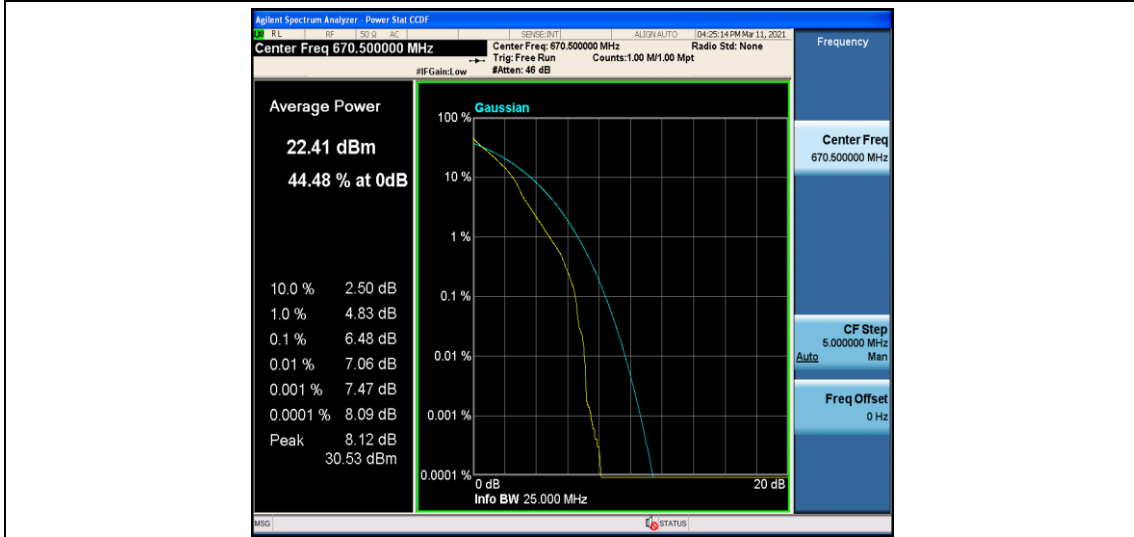 Agilent Spectrum Analyzer - Power Stat CCDF
LXI RL RF 50 Ω AC SENSE:INT ALIGN AUTO 04:25:14 PM Mar 11, 2021
Center Freq 670.500000 MHz
Center Freq: 670.500000 MHz Radio Std: None
Trig: Free Run Counts:1.00 M/1.00 Mpt
#IFGain:Low #Atten: 46 dB
Frequency
Average Power
22.41 dBm
44.48 % at 0dB
10.0 % 2.50 dB
1.0 % 4.83 dB
0.1 % 6.48 dB
0.01 % 7.06 dB
0.001 % 7.47 dB
0.0001 % 8.09 dB
Peak 8.12 dB
30.53 dBm
Gaussian
100 %
10 %
1 %
0.1 %
0.01 %
0.001 %
0.0001 %
0 dB 20 dB
Info BW 25.000 MHz
Center Freq
670.500000 MHz
CF Step
5.000000 MHz
Auto Man
Freq Offset
0 Hz
MSG STATUS